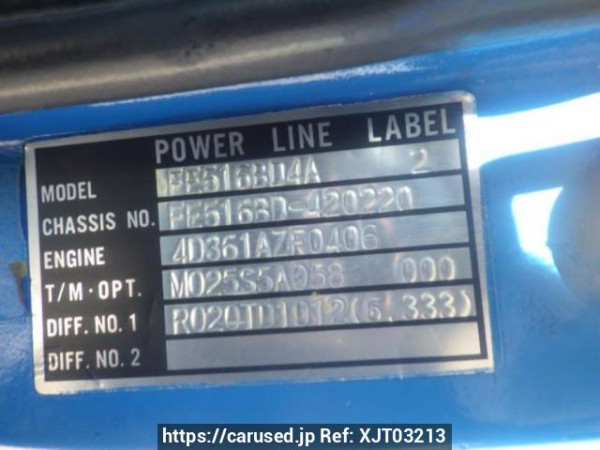 POWER LINE LABEL
MODEL FE516BD4A 2
CHASSIS NO. FE516BD-420220
ENGINE 4D361AZF0406
T/M·OPT. M025S5A058 000
DIFF. NO. 1 R020TD1012(5.333)
DIFF. NO. 2
https://carused.jp Ref: XJT03213